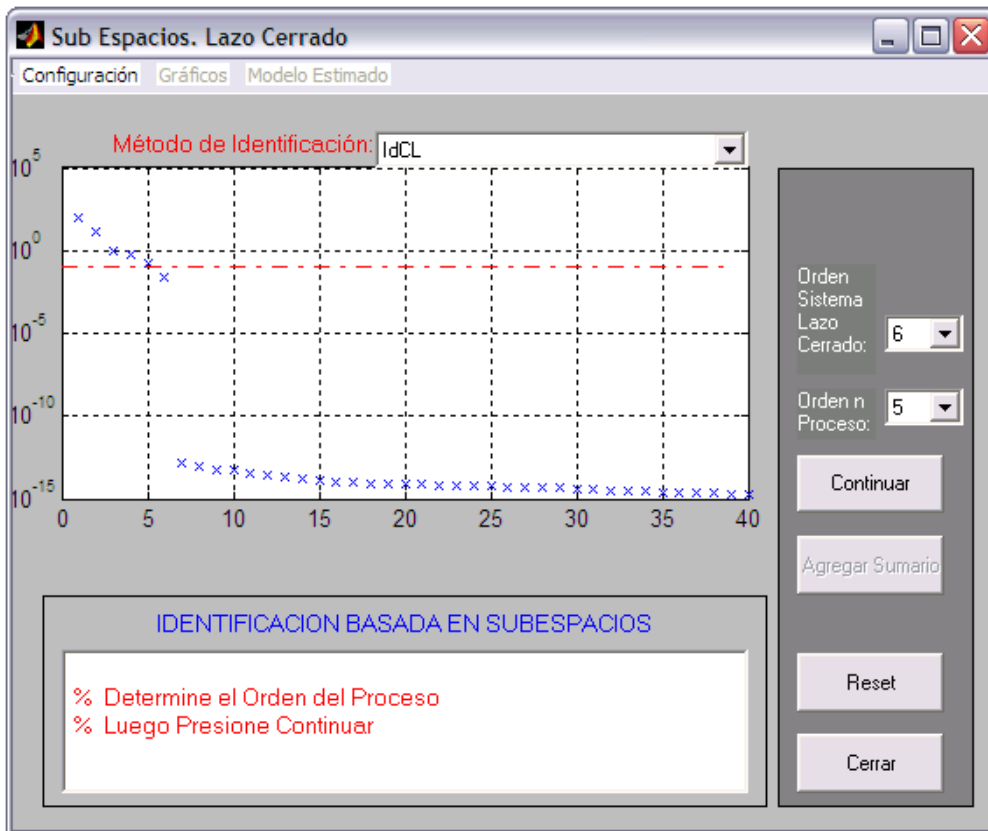 Sub Espacios. Lazo Cerrado
Configuración Gráficos Modelo Estimado
Método de Identificación: IdCL
10^5
10^0
10^-5
10^-10
10^-15
0 5 10 15 20 25 30 35 40
Orden
Sistema
Lazo
Cerrado: 6
Orden n
Proceso: 5
Continuar
Agregar Sumario
Reset
Cerrar
IDENTIFICACION BASADA EN SUBESPACIOS
% Determine el Orden del Proceso
% Luego Presione Continuar